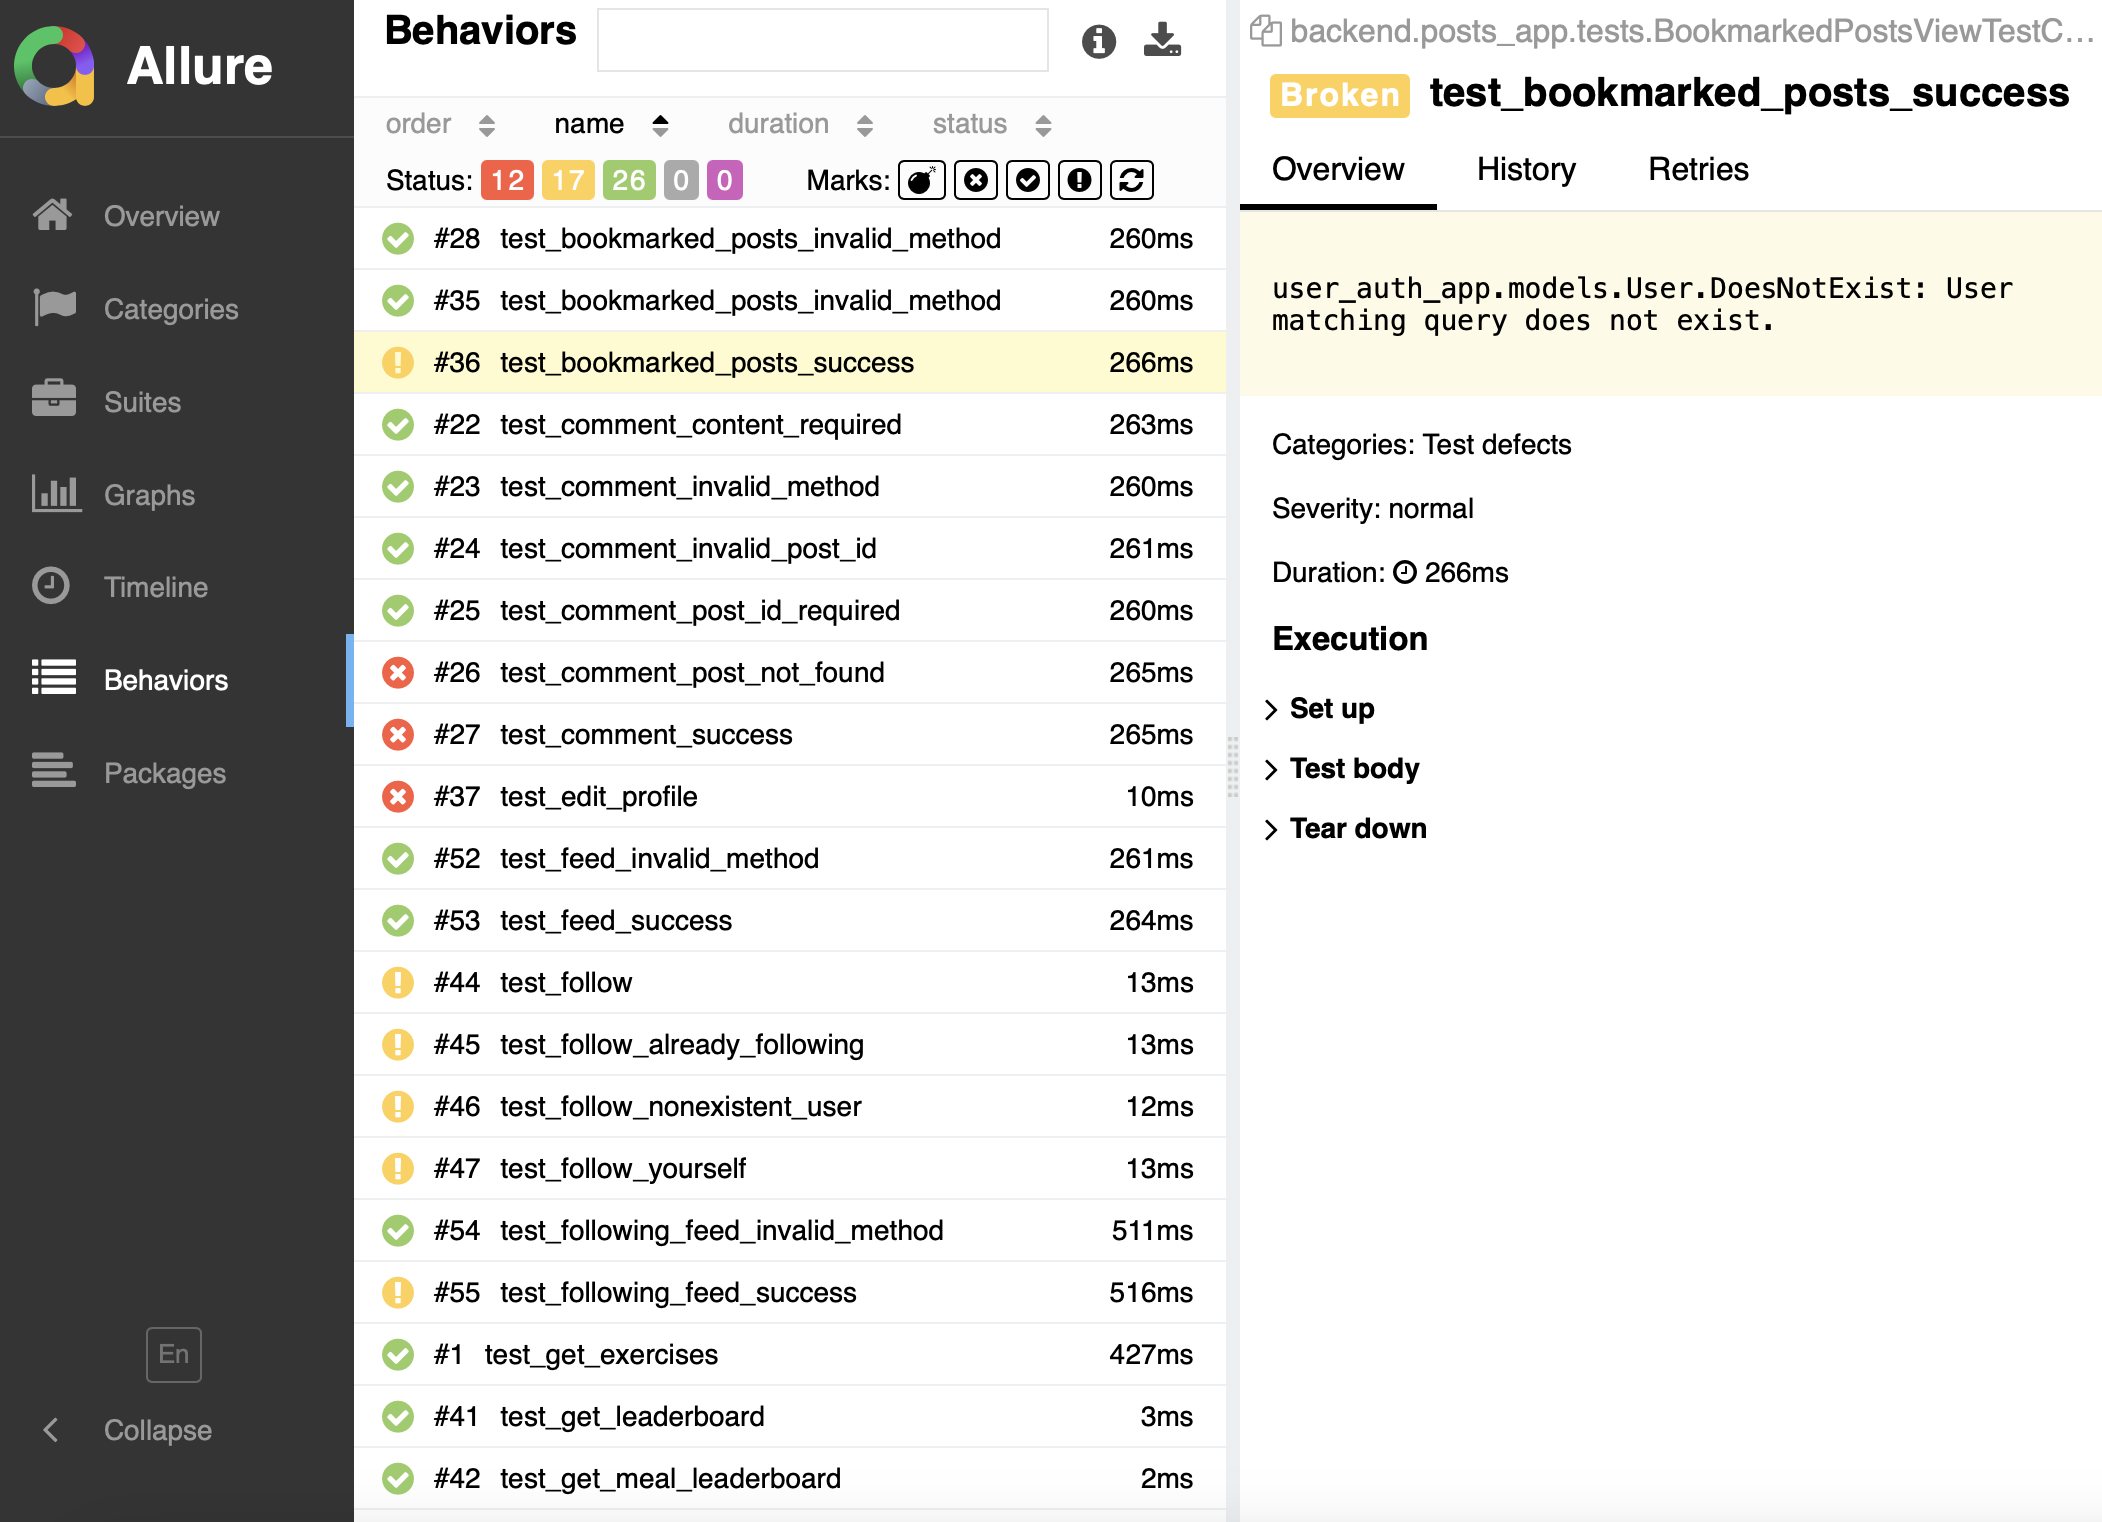 Allure
Overview
Categories
Suites
Graphs
Timeline
Behaviors
Packages
En
Collapse
Behaviors
order name duration status
Status: 12 17 26 0 0 Marks:
#28 test_bookmarked_posts_invalid_method 260ms
#35 test_bookmarked_posts_invalid_method 260ms
#36 test_bookmarked_posts_success 266ms
#22 test_comment_content_required 263ms
#23 test_comment_invalid_method 260ms
#24 test_comment_invalid_post_id 261ms
#25 test_comment_post_id_required 260ms
#26 test_comment_post_not_found 265ms
#27 test_comment_success 265ms
#37 test_edit_profile 10ms
#52 test_feed_invalid_method 261ms
#53 test_feed_success 264ms
#44 test_follow 13ms
#45 test_follow_already_following 13ms
#46 test_follow_nonexistent_user 12ms
#47 test_follow_yourself 13ms
#54 test_following_feed_invalid_method 511ms
#55 test_following_feed_success 516ms
#1 test_get_exercises 427ms
#41 test_get_leaderboard 3ms
#42 test_get_meal_leaderboard 2ms
backend.posts_app.tests.BookmarkedPostsViewTestC...
Broken test_bookmarked_posts_success
Overview History Retries
user_auth_app.models.User.DoesNotExist: User
matching query does not exist.
Categories: Test defects
Severity: normal
Duration: 266ms
Execution
Set up
Test body
Tear down